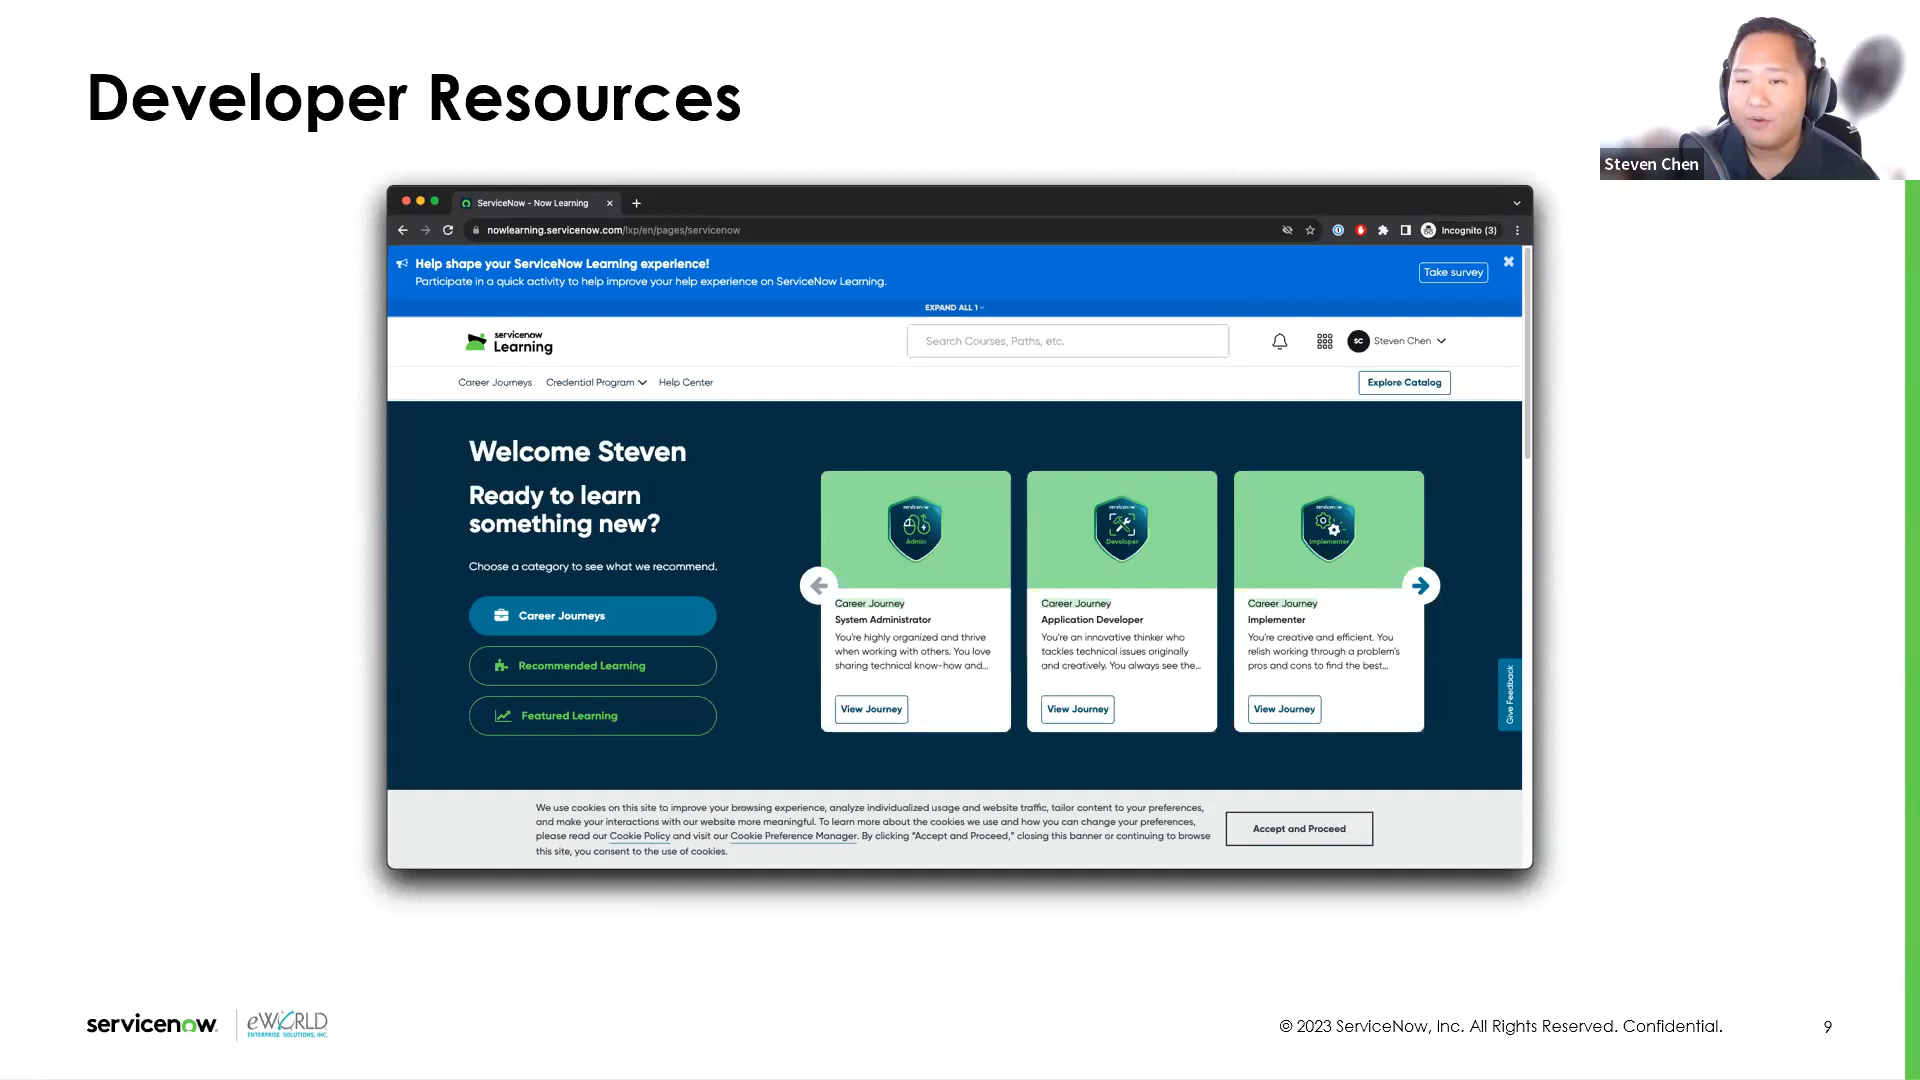 Developer Resources
Steven Chen
ServiceNow - Now Learning
nowlearning.servicenow.com/lxp/en/pages/servicenow
Incognito (3)
Help shape your ServiceNow Learning experience!
Participate in a quick activity to help improve your help experience on ServiceNow Learning.
Take survey
EXPAND ALL 1
servicenow
Learning
Search Courses, Paths, etc.
SC
Steven Chen
Career Journeys
Credential Program
Help Center
Explore Catalog
Welcome Steven
Ready to learn
something new?
Choose a category to see what we recommend.
Career Journeys
Recommended Learning
Featured Learning
servicenow
Admin
Career Journey
System Administrator
You're highly organized and thrive
when working with others. You love
sharing technical know-how and...
View Journey
servicenow
Developer
Career Journey
Application Developer
You're an innovative thinker who
tackles technical issues originally
and creatively. You always see the...
View Journey
servicenow
Implementer
Career Journey
Implementer
You're creative and efficient. You
relish working through a problem's
pros and cons to find the best...
View Journey
Give Feedback
We use cookies on this site to improve your browsing experience, analyze individualized usage and website traffic, tailor content to your preferences,
and make your interactions with our website more meaningful. To learn more about the cookies we use and how you can change your preferences,
please read our Cookie Policy and visit our Cookie Preference Manager. By clicking "Accept and Proceed," closing this banner or continuing to browse
this site, you consent to the use of cookies.
Accept and Proceed
servicenow
eWORLD
ENTERPRISE SOLUTIONS, INC.
© 2023 ServiceNow, Inc. All Rights Reserved. Confidential.
9